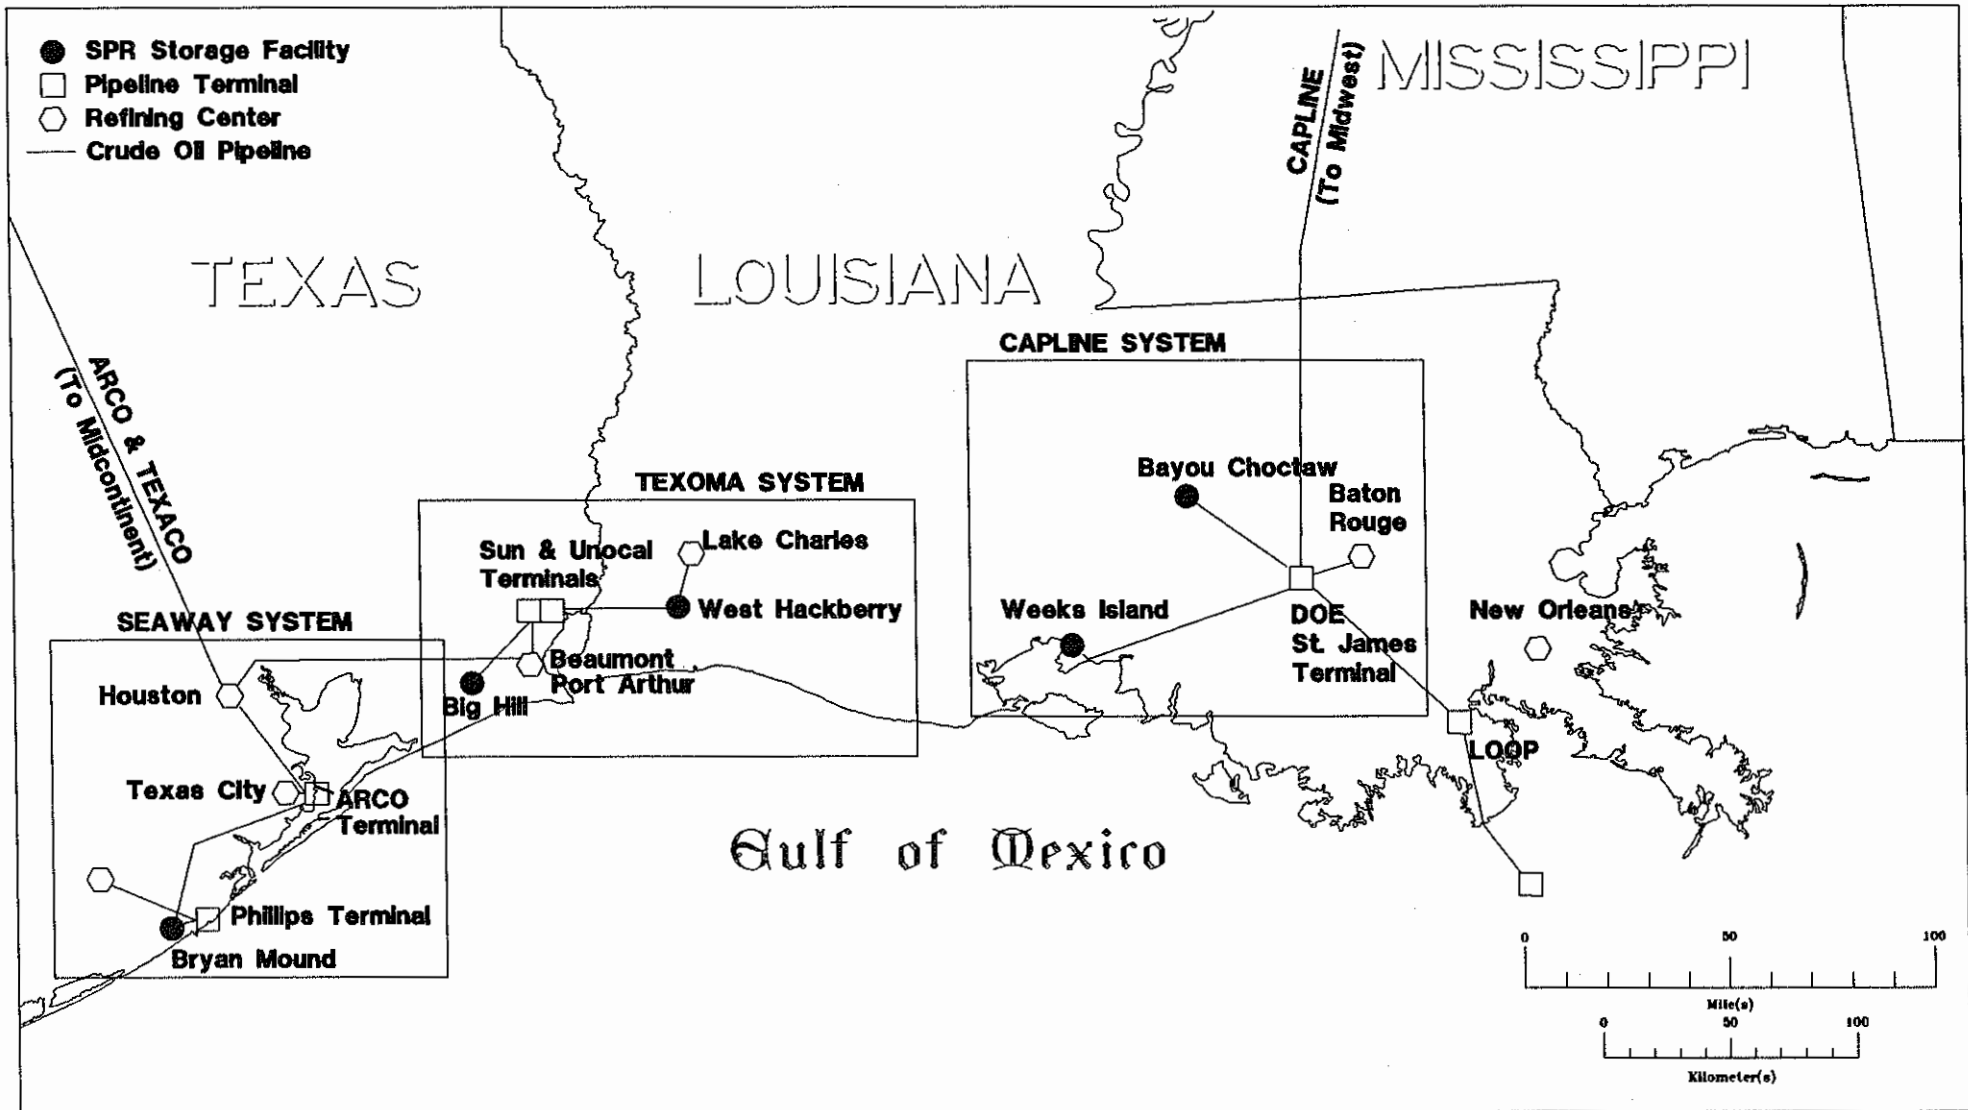 SPR Storage Facility
Pipeline Terminal
Refining Center
Crude Oil Pipeline
TEXAS
LOUISIANA
MISSISSIPPI
CAPLINE
(To Midwest)
ARCO & TEXACO
(To Midcontinent)
CAPLINE SYSTEM
Bayou Choctaw
Baton
Rouge
Weeks Island
DOE
St. James
Terminal
New Orleans
LOOP
TEXOMA SYSTEM
Sun & Unocal
Terminals
Lake Charles
West Hackberry
Beaumont
Port Arthur
Big Hill
SEAWAY SYSTEM
Houston
Texas City
ARCO
Terminal
Phillips Terminal
Bryan Mound
Gulf of Mexico
0 50 100
Mile(s)
0 50 100
Kilometer(s)